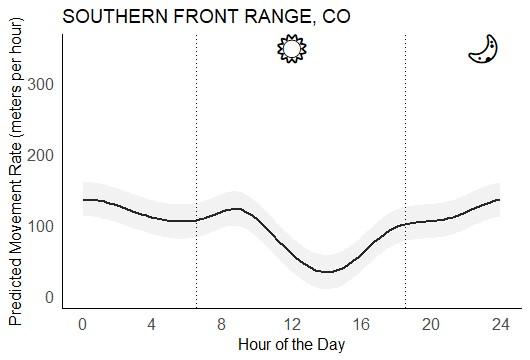 SOUTHERN FRONT RANGE, CO
Predicted Movement Rate (meters per hour)
300
200
100
0
0 4 8 12 16 20 24
Hour of the Day